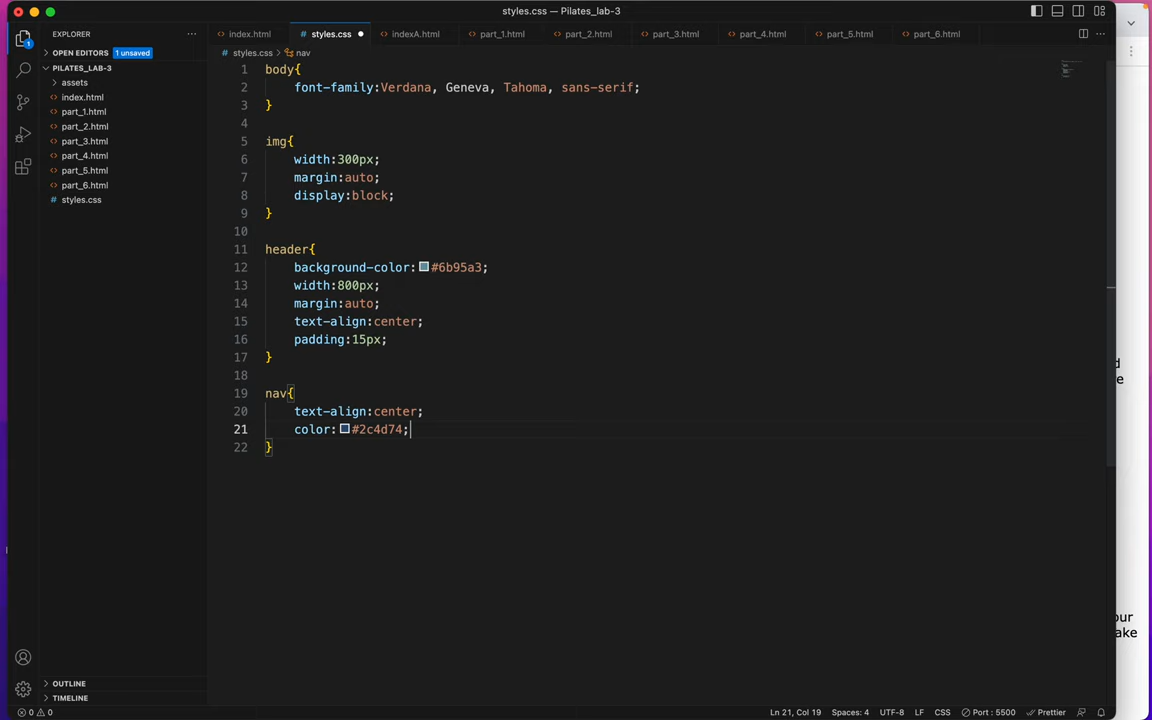 styles.css — Pilates_lab-3
EXPLORER
index.html
styles.css
indexA.html
part_1.html
part_2.html
part_3.html
part_4.html
part_5.html
part_6.html
OPEN EDITORS 1 unsaved
styles.css > nav
PILATES_LAB-3
assets
index.html
part_1.html
part_2.html
part_3.html
part_4.html
part_5.html
part_6.html
styles.css
1 body{
2 font-family:Verdana, Geneva, Tahoma, sans-serif;
3 }
4
5 img{
6 width:300px;
7 margin:auto;
8 display:block;
9 }
10
11 header{
12 background-color:#6b95a3;
13 width:800px;
14 margin:auto;
15 text-align:center;
16 padding:15px;
17 }
18
19 nav{
20 text-align:center;
21 color:#2c4d74;
22 }
1
OUTLINE
TIMELINE
0 0
Ln 21, Col 19
Spaces: 4
UTF-8
LF
CSS
Port : 5500
Prettier